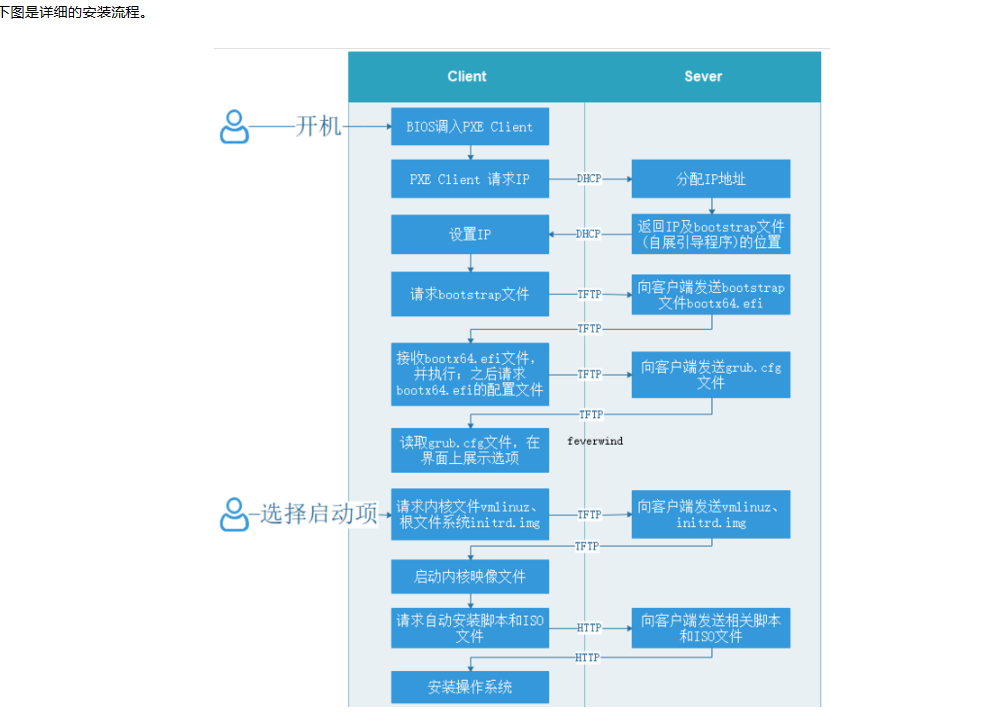 下图是详细的安装流程。
Client
Sever
开机
BIOS调入PXE Client
PXE Client 请求IP
DHCP
分配IP地址
设置IP
DHCP
返回IP及bootstrap文件
(自展引导程序)的位置
请求bootstrap文件
TFTP
向客户端发送bootstrap
文件bootx64.efi
TFTP
接收bootx64.efi文件，
并执行；之后请求
bootx64.efi的配置文件
TFTP
向客户端发送grub.cfg
文件
TFTP
读取grub.cfg文件，在
界面上展示选项
feverwind
选择启动项
请求内核文件vmlinuz、
根文件系统initrd.img
TFTP
向客户端发送vmlinuz、
initrd.img
TFTP
启动内核映像文件
请求自动安装脚本和ISO
文件
HTTP
向客户端发送相关脚本
和ISO文件
HTTP
安装操作系统